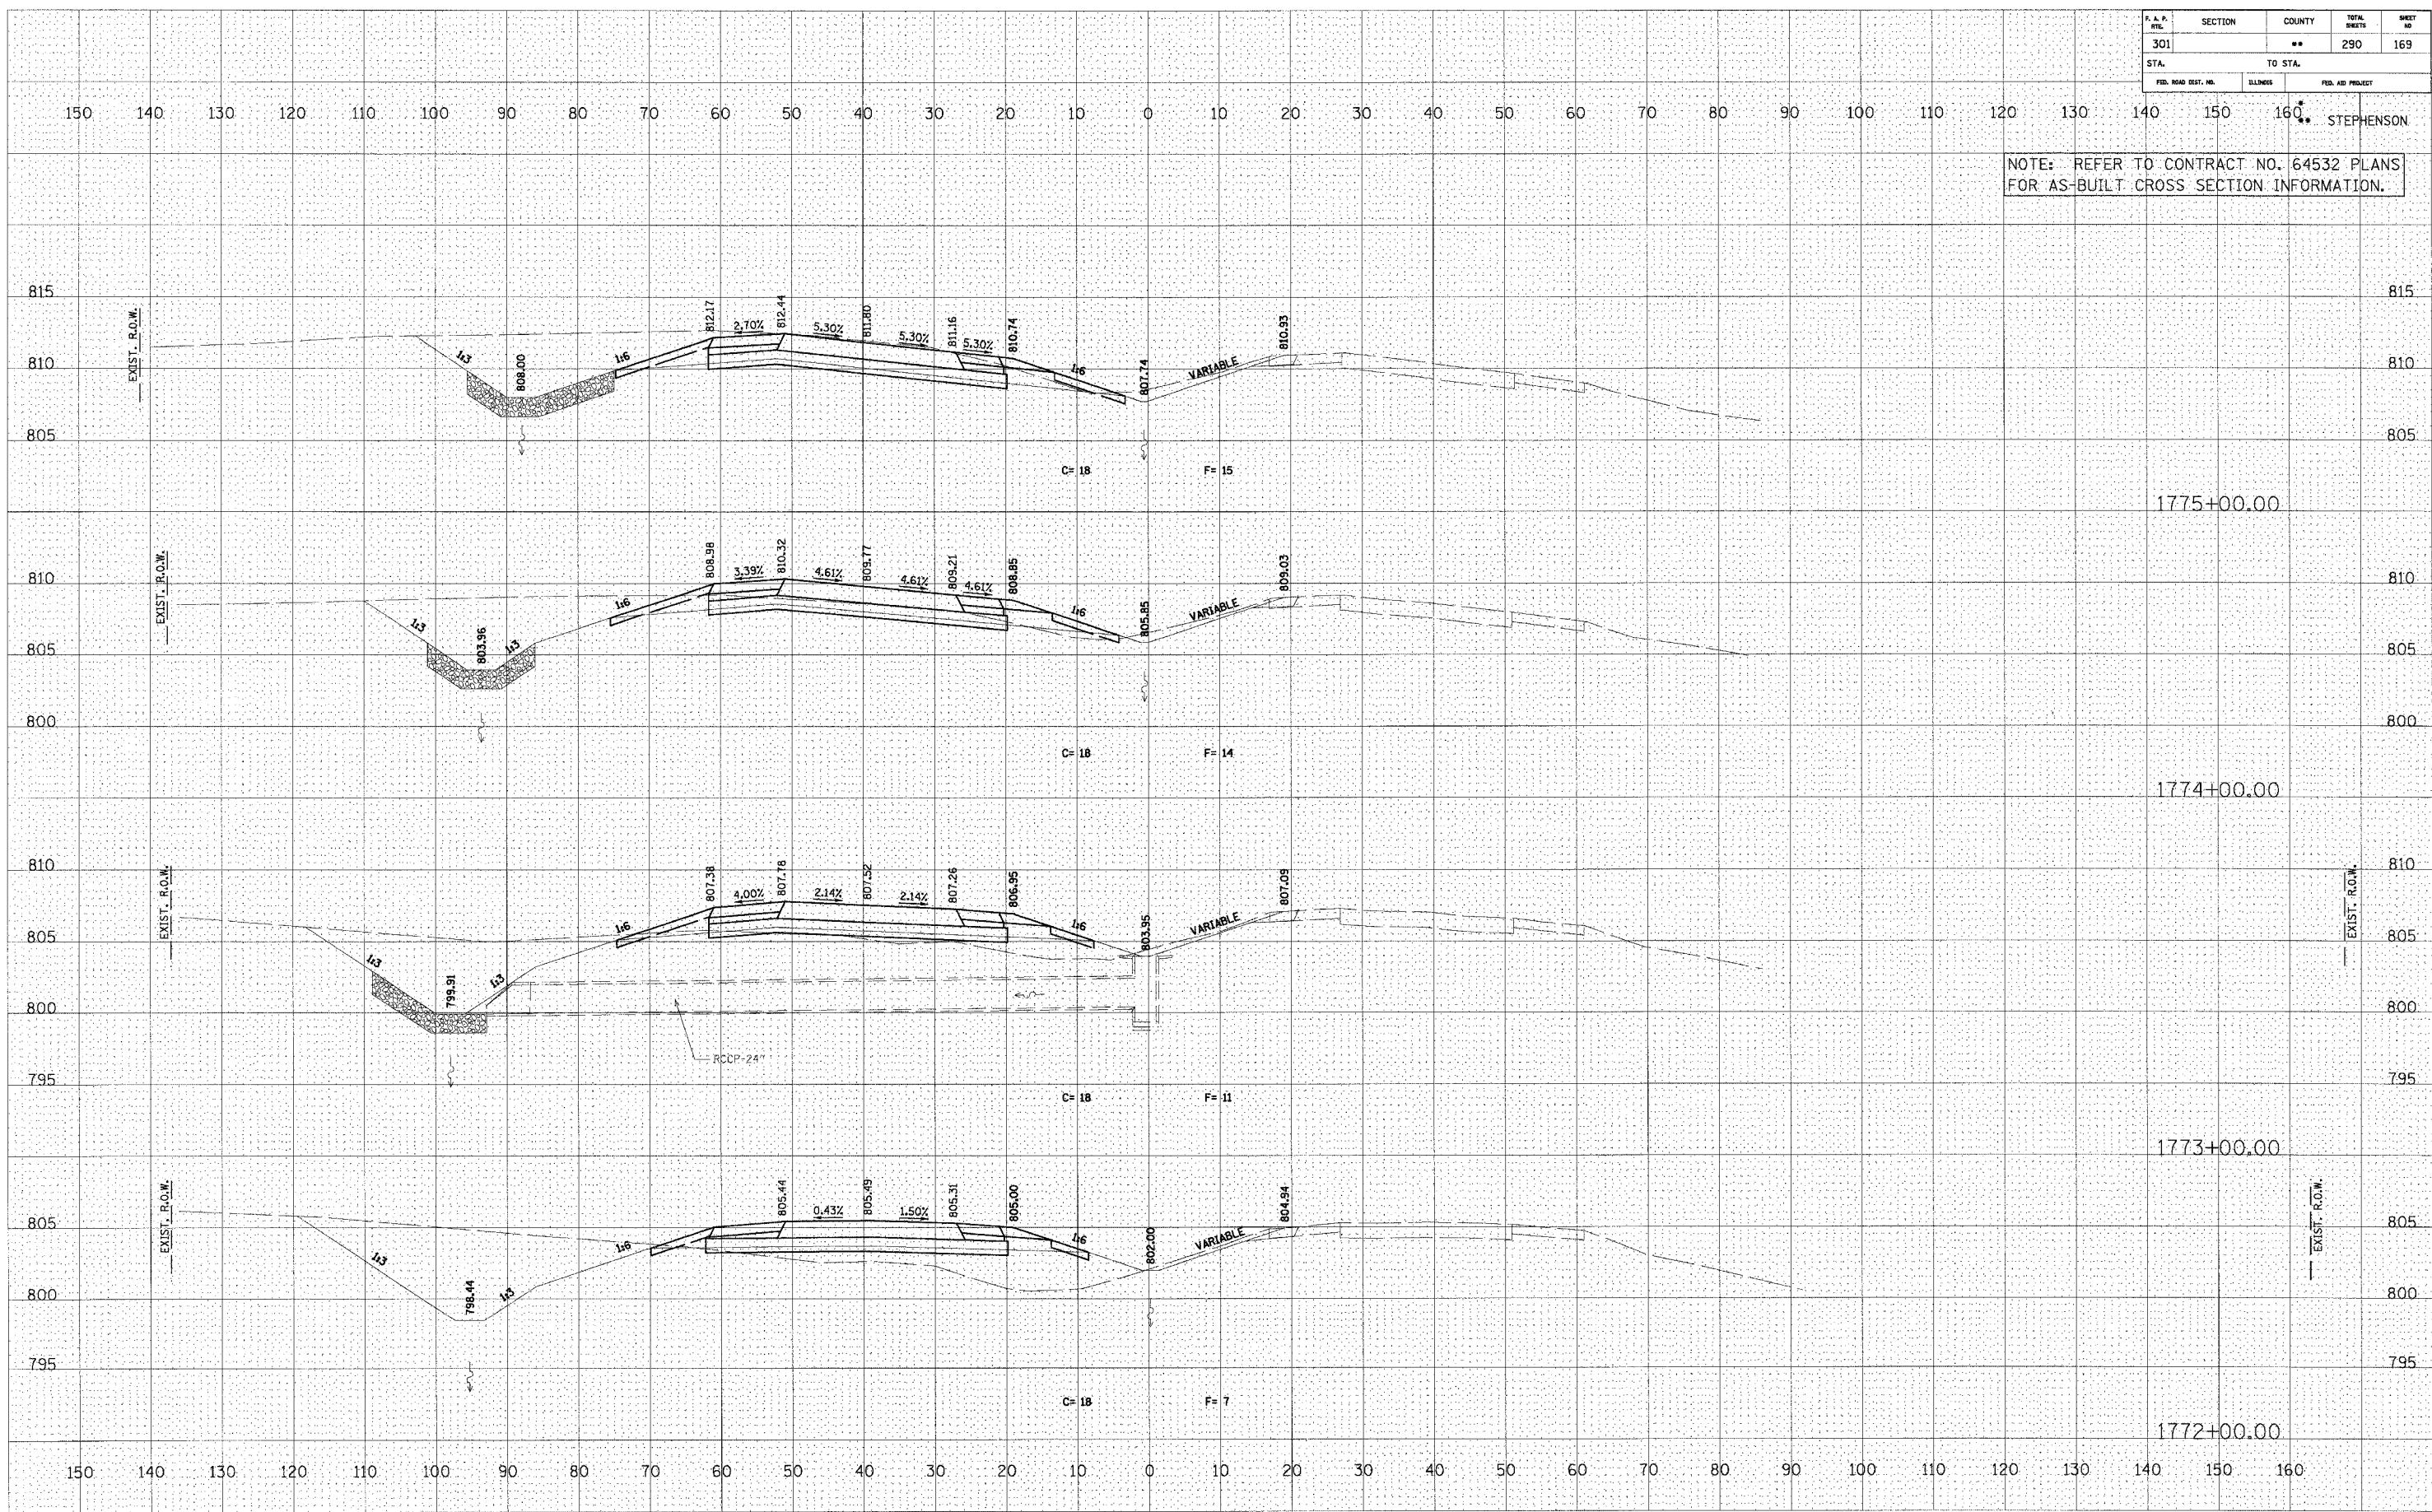 F. A. P. RTE. SECTION COUNTY TOTAL SHEETS SHEET NO
301 ** 290 169
STA. TO STA.
FED. ROAD DIST. NO. ILLINOIS FED. AID PROJECT
150 140 130 120 110 100 90 80 70 60 50 40 30 20 10 0 10 20 30 40 50 60 70 80 90 100 110 120 130 140 150 160
*
** STEPHENSON
NOTE: REFER TO CONTRACT NO. 64532 PLANS
FOR AS-BUILT CROSS SECTION INFORMATION.
815 815
EXIST. R.O.W.
812.17 812.44 811.80 811.16 810.74 810.93
2.70% 5.30% 5.30% 5.30%
1:3 808.00 1:6 1:6 807.74 VARIABLE
810 810
805 805
C= 18 F= 15
1775+00.00
EXIST. R.O.W.
808.98 810.32 809.77 809.21 808.85 809.03
3.39% 4.61% 4.61% 4.61%
810 810
1:3 803.96 1:3 1:6 1:6 805.85 VARIABLE
805 805
800 800
C= 18 F= 14
1774+00.00
810 810
EXIST. R.O.W. EXIST. R.O.W.
807.38 807.78 807.52 807.26 806.95 807.09
4.00% 2.14% 2.14%
1:6 1:6 803.95 VARIABLE
805 805
1:3 799.91 1:3
800 800
RCCP-24"
795 795
C= 18 F= 11
1773+00.00
EXIST. R.O.W. EXIST. R.O.W.
805.44 805.49 805.31 805.00 804.94
0.43% 1.50%
805 805
1:3 798.44 1:3 1:6 1:6 802.00 VARIABLE
800 800
795 795
C= 18 F= 7
1772+00.00
150 140 130 120 110 100 90 80 70 60 50 40 30 20 10 0 10 20 30 40 50 60 70 80 90 100 110 120 130 140 150 160